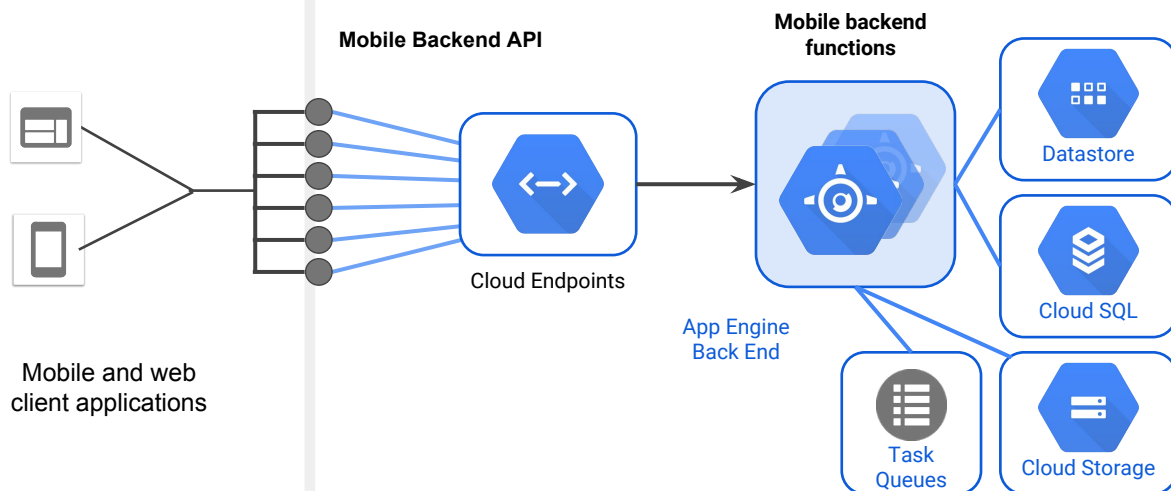 Mobile Backend API
Mobile backend
functions
Datastore
Cloud Endpoints
Cloud SQL
App Engine
Back End
Mobile and web
client applications
Task
Queues
Cloud Storage